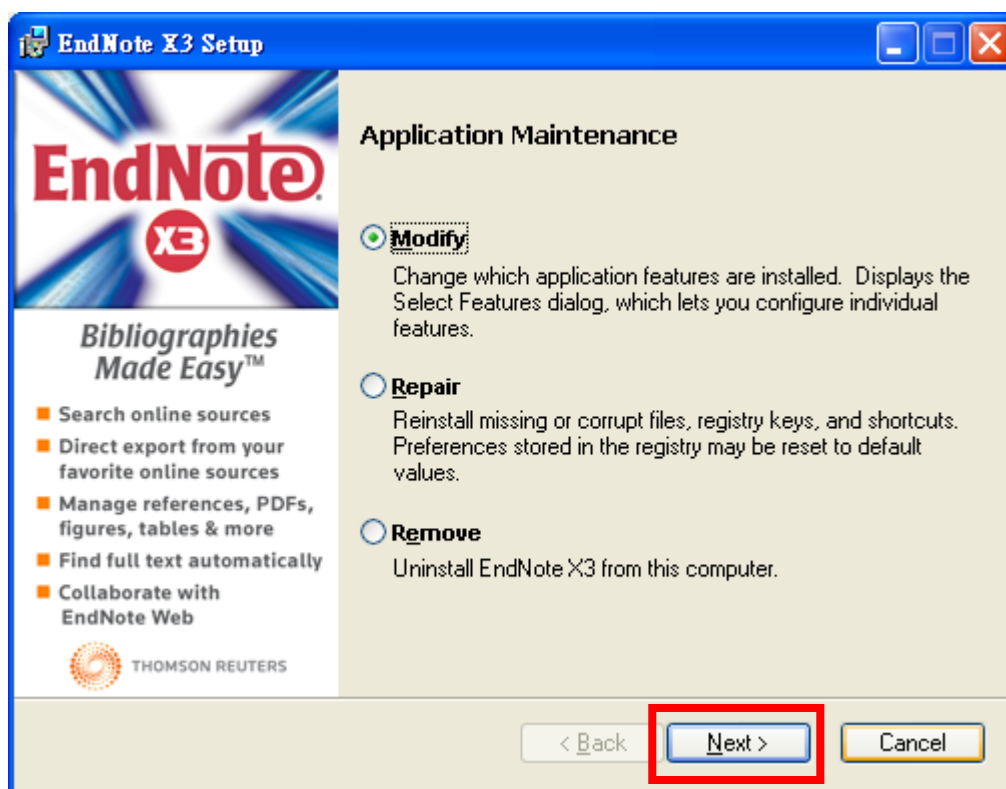 EndNote X3 Setup
EndNote
X3
Bibliographies
Made Easy™
Search online sources
Direct export from your
favorite online sources
Manage references, PDFs,
figures, tables & more
Find full text automatically
Collaborate with
EndNote Web
THOMSON REUTERS
Application Maintenance
Modify
Change which application features are installed. Displays the
Select Features dialog, which lets you configure individual
features.
Repair
Reinstall missing or corrupt files, registry keys, and shortcuts.
Preferences stored in the registry may be reset to default
values.
Remove
Uninstall EndNote X3 from this computer.
< Back Next > Cancel